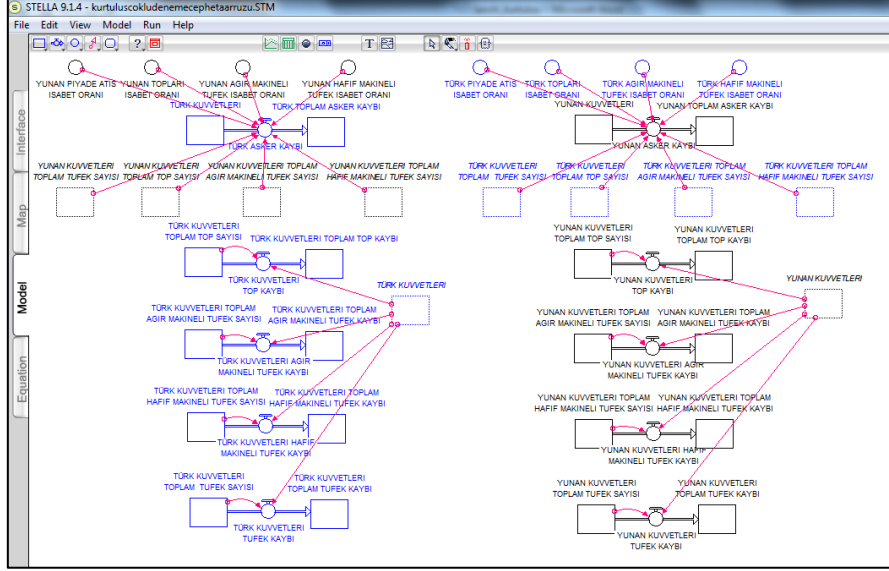 STELLA 9.1.4 - kurtuluscokludenemecephetaarruzu.STM
File Edit View Model Run Help
Interface
Map
Model
Equation
YUNAN PIYADE ATIS
ISABET ORANI
YUNAN TOPLARI
ISABET ORANI
YUNAN AGIR MAKINELI
TUFEK ISABET ORANI
YUNAN HAFIF MAKINELI
TUFEK ISABET ORANI
TÜRK KUVVETLERI
TÜRK TOPLAM ASKER KAYBI
TÜRK ASKER KAYBI
YUNAN KUVVETLERI
TOPLAM TUFEK SAYISI
YUNAN KUVVETLERI
TOPLAM TOP SAYISI
YUNAN KUVVETLERI TOPLAM
AGIR MAKINELI TUFEK SAYISI
YUNAN KUVVETLERI TOPLAM
HAFIF MAKINELI TUFEK SAYISI
TÜRK PIYADE ATIS
ISABET ORANI
TÜRK TOPLARI
ISABET ORANI
TÜRK AGIR MAKINELI
TUFEK ISABET ORANI
TÜRK HAFIF MAKINELI
TUFEK ISABET ORANI
YUNAN KUVVETLERI
YUNAN TOPLAM ASKER KAYBI
YUNAN ASKER KAYBI
TÜRK KUVVETLERI
TOPLAM TUFEK SAYISI
TÜRK KUVVETLERI
TOPLAM TOP SAYISI
TÜRK KUVVETLERI TOPLAM
AGIR MAKINELI TUFEK SAYISI
TÜRK KUVVETLERI TOPLAM
HAFIF MAKINELI TUFEK SAYISI
TÜRK KUVVETLERI
TOPLAM TOP SAYISI
TÜRK KUVVETLERI TOPLAM TOP KAYBI
TÜRK KUVVETLERI
TOP KAYBI
TÜRK KUVVETLERI
TÜRK KUVVETLERI TOPLAM
AGIR MAKINELI TUFEK SAYISI
TÜRK KUVVETLERI TOPLAM
AGIR MAKINELI TUFEK KAYBI
TÜRK KUVVETLERI AGIR
MAKINELI TUFEK KAYBI
TÜRK KUVVETLERI TOPLAM
HAFIF MAKINELI TUFEK SAYISI
TÜRK KUVVETLERI TOPLAM
HAFIF MAKINELI TUFEK KAYBI
TÜRK KUVVETLERI HAFIF
MAKINELI TUFEK KAYBI
TÜRK KUVVETLERI
TOPLAM TUFEK SAYISI
TÜRK KUVVETLERI
TOPLAM TUFEK KAYBI
TÜRK KUVVETLERI
TUFEK KAYBI
YUNAN KUVVETLERI
TOPLAM TOP SAYISI
YUNAN KUVVETLERI
TOPLAM TOP KAYBI
YUNAN KUVVETLERI
TOP KAYBI
YUNAN KUVVETLERI
YUNAN KUVVETLERI TOPLAM
AGIR MAKINELI TUFEK SAYISI
YUNAN KUVVETLERI TOPLAM
AGIR MAKINELI TUFEK KAYBI
YUNAN KUVVETLERI AGIR
MAKINELI TUFEK KAYBI
YUNAN KUVVETLERI TOPLAM
HAFIF MAKINELI TUFEK SAYISI
YUNAN KUVVETLERI TOPLAM
HAFIF MAKINELI TUFEK KAYBI
YUNAN KUVVETLERI HAFIF
MAKINELI TUFEK KAYBI
YUNAN KUVVETLERI
TOPLAM TUFEK SAYISI
YUNAN KUVVETLERI
TOPLAM TUFEK KAYBI
YUNAN KUVVETLERI
TUFEK KAYBI